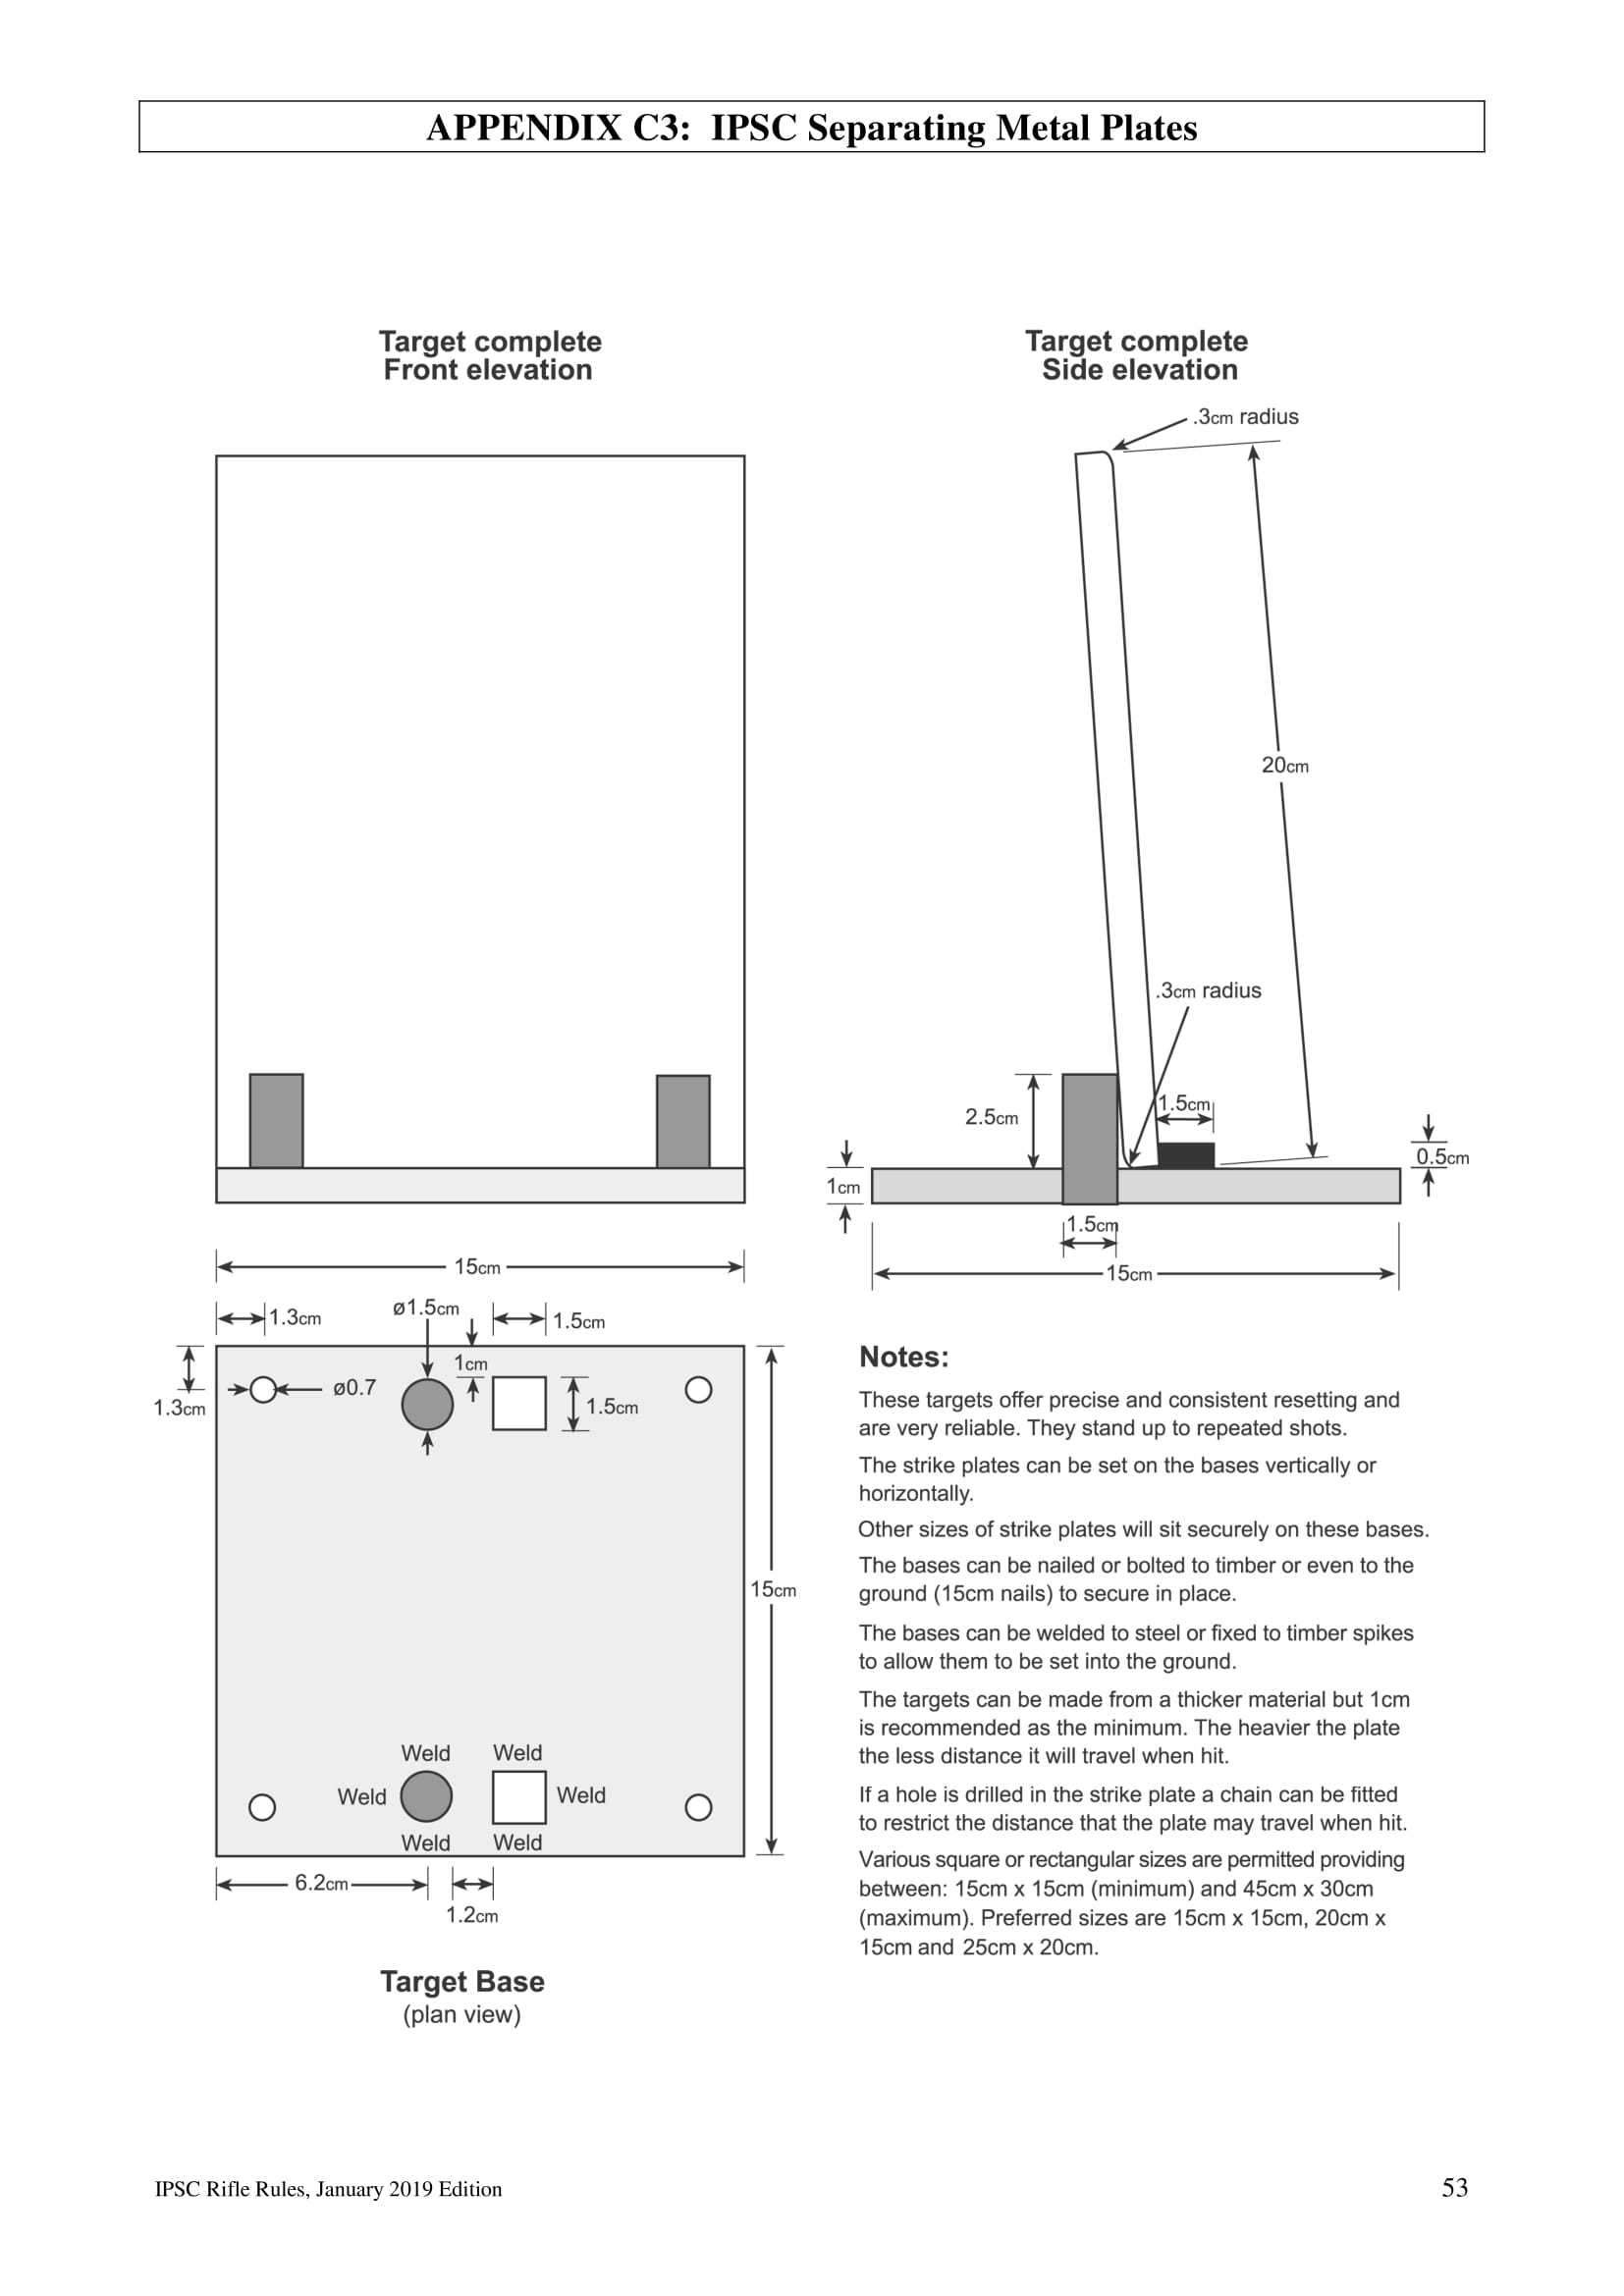 APPENDIX C3: IPSC Separating Metal Plates
Target complete
Front elevation
Target complete
Side elevation
.3cm radius
20cm
.3cm radius
2.5cm
1.5cm
0.5cm
1cm
1.5cm
15cm
15cm
1.3cm
ø1.5cm
1.5cm
1cm
ø0.7
1.3cm
1.5cm
15cm
Weld
Weld
Weld
Weld
Weld
Weld
6.2cm
1.2cm
Target Base
(plan view)
Notes:
These targets offer precise and consistent resetting and
are very reliable. They stand up to repeated shots.
The strike plates can be set on the bases vertically or
horizontally.
Other sizes of strike plates will sit securely on these bases.
The bases can be nailed or bolted to timber or even to the
ground (15cm nails) to secure in place.
The bases can be welded to steel or fixed to timber spikes
to allow them to be set into the ground.
The targets can be made from a thicker material but 1cm
is recommended as the minimum. The heavier the plate
the less distance it will travel when hit.
If a hole is drilled in the strike plate a chain can be fitted
to restrict the distance that the plate may travel when hit.
Various square or rectangular sizes are permitted providing
between: 15cm x 15cm (minimum) and 45cm x 30cm
(maximum). Preferred sizes are 15cm x 15cm, 20cm x
15cm and 25cm x 20cm.
IPSC Rifle Rules, January 2019 Edition
53